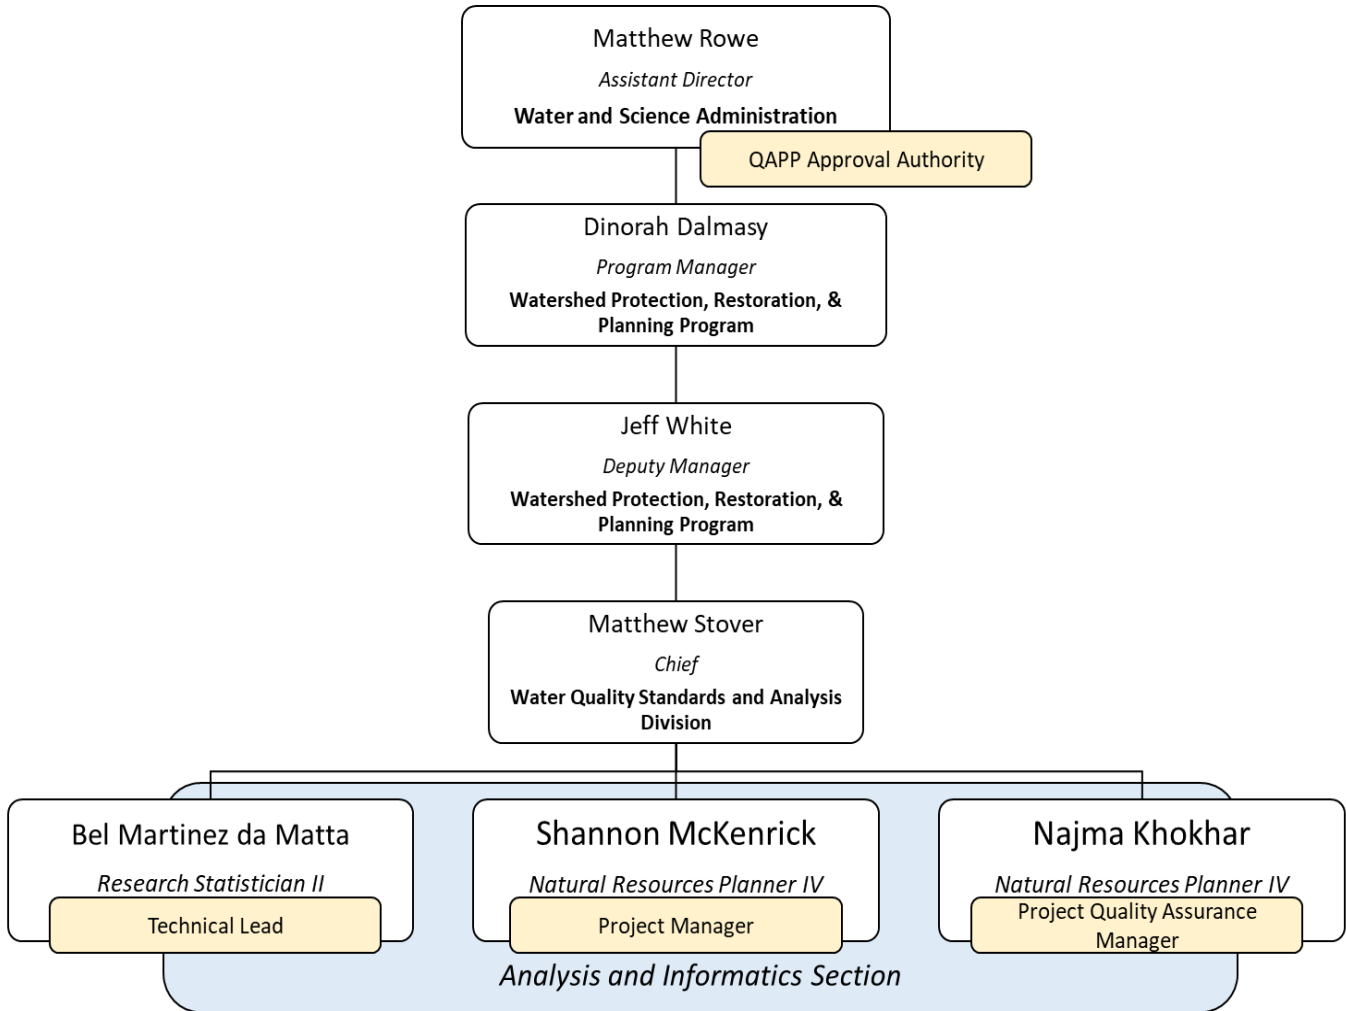 Matthew Rowe
Assistant Director
Water and Science Administration
QAPP Approval Authority
Dinorah Dalmasy
Program Manager
Watershed Protection, Restoration, &
Planning Program
Jeff White
Deputy Manager
Watershed Protection, Restoration, &
Planning Program
Matthew Stover
Chief
Water Quality Standards and Analysis
Division
Bel Martinez da Matta
Research Statistician II
Technical Lead
Shannon McKenrick
Natural Resources Planner IV
Project Manager
Najma Khokhar
Natural Resources Planner IV
Project Quality Assurance
Manager
Analysis and Informatics Section